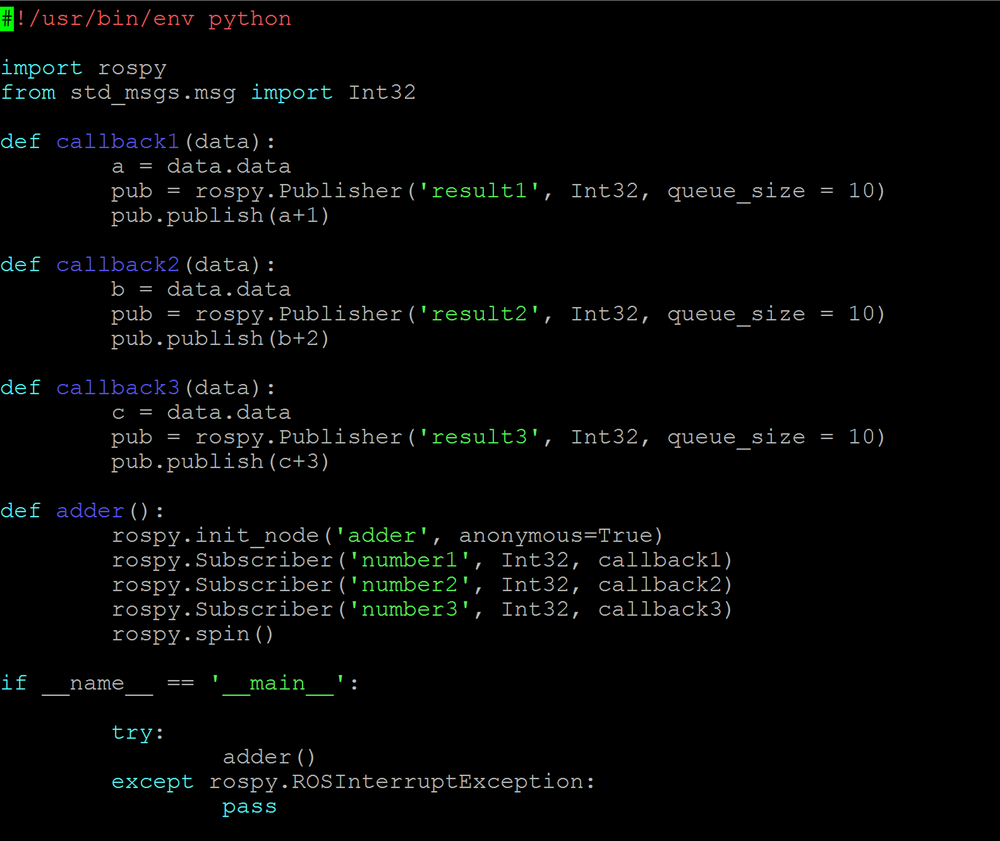 #!/usr/bin/env python

import rospy
from std_msgs.msg import Int32

def callback1(data):
        a = data.data
        pub = rospy.Publisher('result1', Int32, queue_size = 10)
        pub.publish(a+1)

def callback2(data):
        b = data.data
        pub = rospy.Publisher('result2', Int32, queue_size = 10)
        pub.publish(b+2)

def callback3(data):
        c = data.data
        pub = rospy.Publisher('result3', Int32, queue_size = 10)
        pub.publish(c+3)

def adder():
        rospy.init_node('adder', anonymous=True)
        rospy.Subscriber('number1', Int32, callback1)
        rospy.Subscriber('number2', Int32, callback2)
        rospy.Subscriber('number3', Int32, callback3)
        rospy.spin()

if __name__ == '__main__':

        try:
                adder()
        except rospy.ROSInterruptException:
                pass